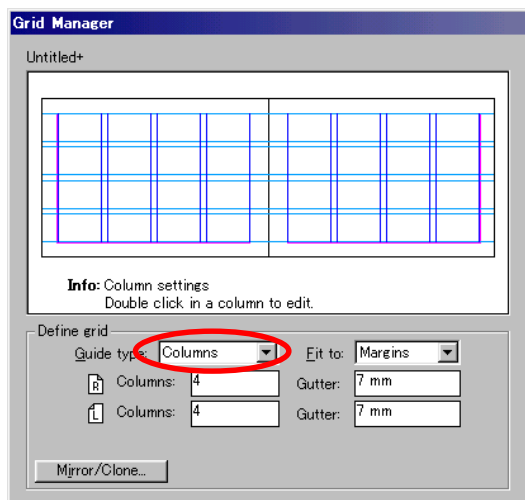 Grid Manager
Untitled+
Info: Column settings
Double click in a column to edit.
Define grid
Guide type: Columns Fit to: Margins
R Columns: 4 Gutter: 7 mm
L Columns: 4 Gutter: 7 mm
Mirror/Clone...